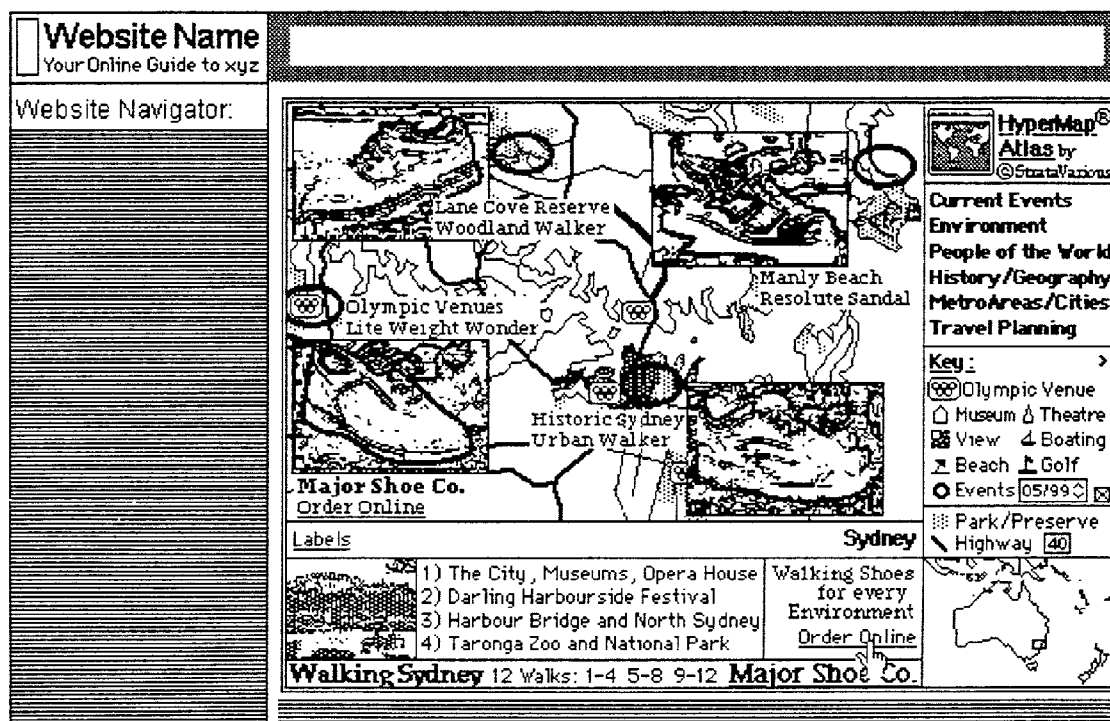 Website Name
Your Online Guide to xyz
Website Navigator:
Lane Cove Reserve
Woodland Walker
Manly Beach
Resolute Sandal
Olympic Venues
Lite Weight Wonder
Historic Sydney
Urban Walker
Major Shoe Co.
Order Online
Labels
Sydney
1) The City, Museums, Opera House
2) Darling Harbourside Festival
3) Harbour Bridge and North Sydney
4) Taronga Zoo and National Park
Walking Shoes
for every
Environment
Order Online
Walking Sydney 12 Walks: 1-4 5-8 9-12 Major Shoe Co.
HyperMap®
Atlas by
©StrataVarious
Current Events
Environment
People of the World
History/Geography
MetroAreas/Cities
Travel Planning
Key: >
Olympic Venue
Museum Theatre
View Boating
Beach Golf
Events 05/99
Park/Preserve
Highway 40